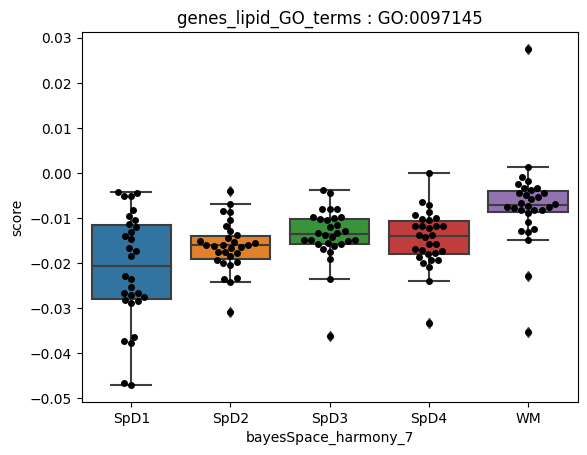 genes_lipid_GO_terms : GO:0097145
0.03
0.02
0.01
0.00
−0.01
−0.02
−0.03
−0.04
−0.05
score
SpD1 SpD2 SpD3 SpD4 WM
bayesSpace_harmony_7